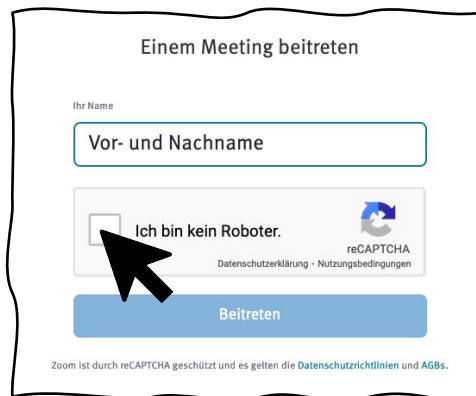 Einem Meeting beitreten
Ihr Name
Vor- und Nachname
Ich bin kein Roboter.
reCAPTCHA
Datenschutzerklärung - Nutzungsbedingungen
Beitreten
Zoom ist durch reCAPTCHA geschützt und es gelten die Datenschutzrichtlinien und AGBs.